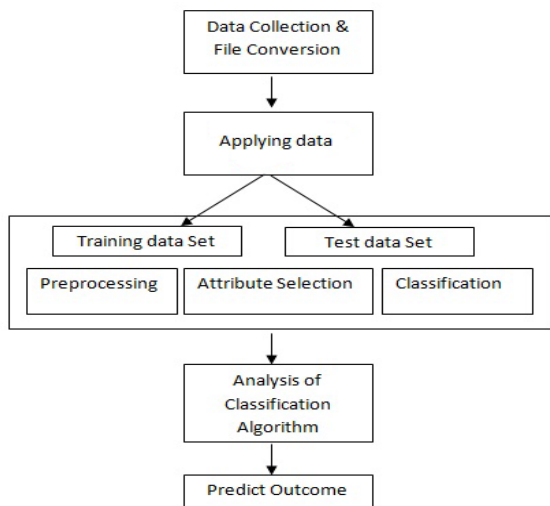 Data Collection &
File Conversion
Applying data
Training data Set
Test data Set
Preprocessing
Attribute Selection
Classification
Analysis of
Classification
Algorithm
Predict Outcome